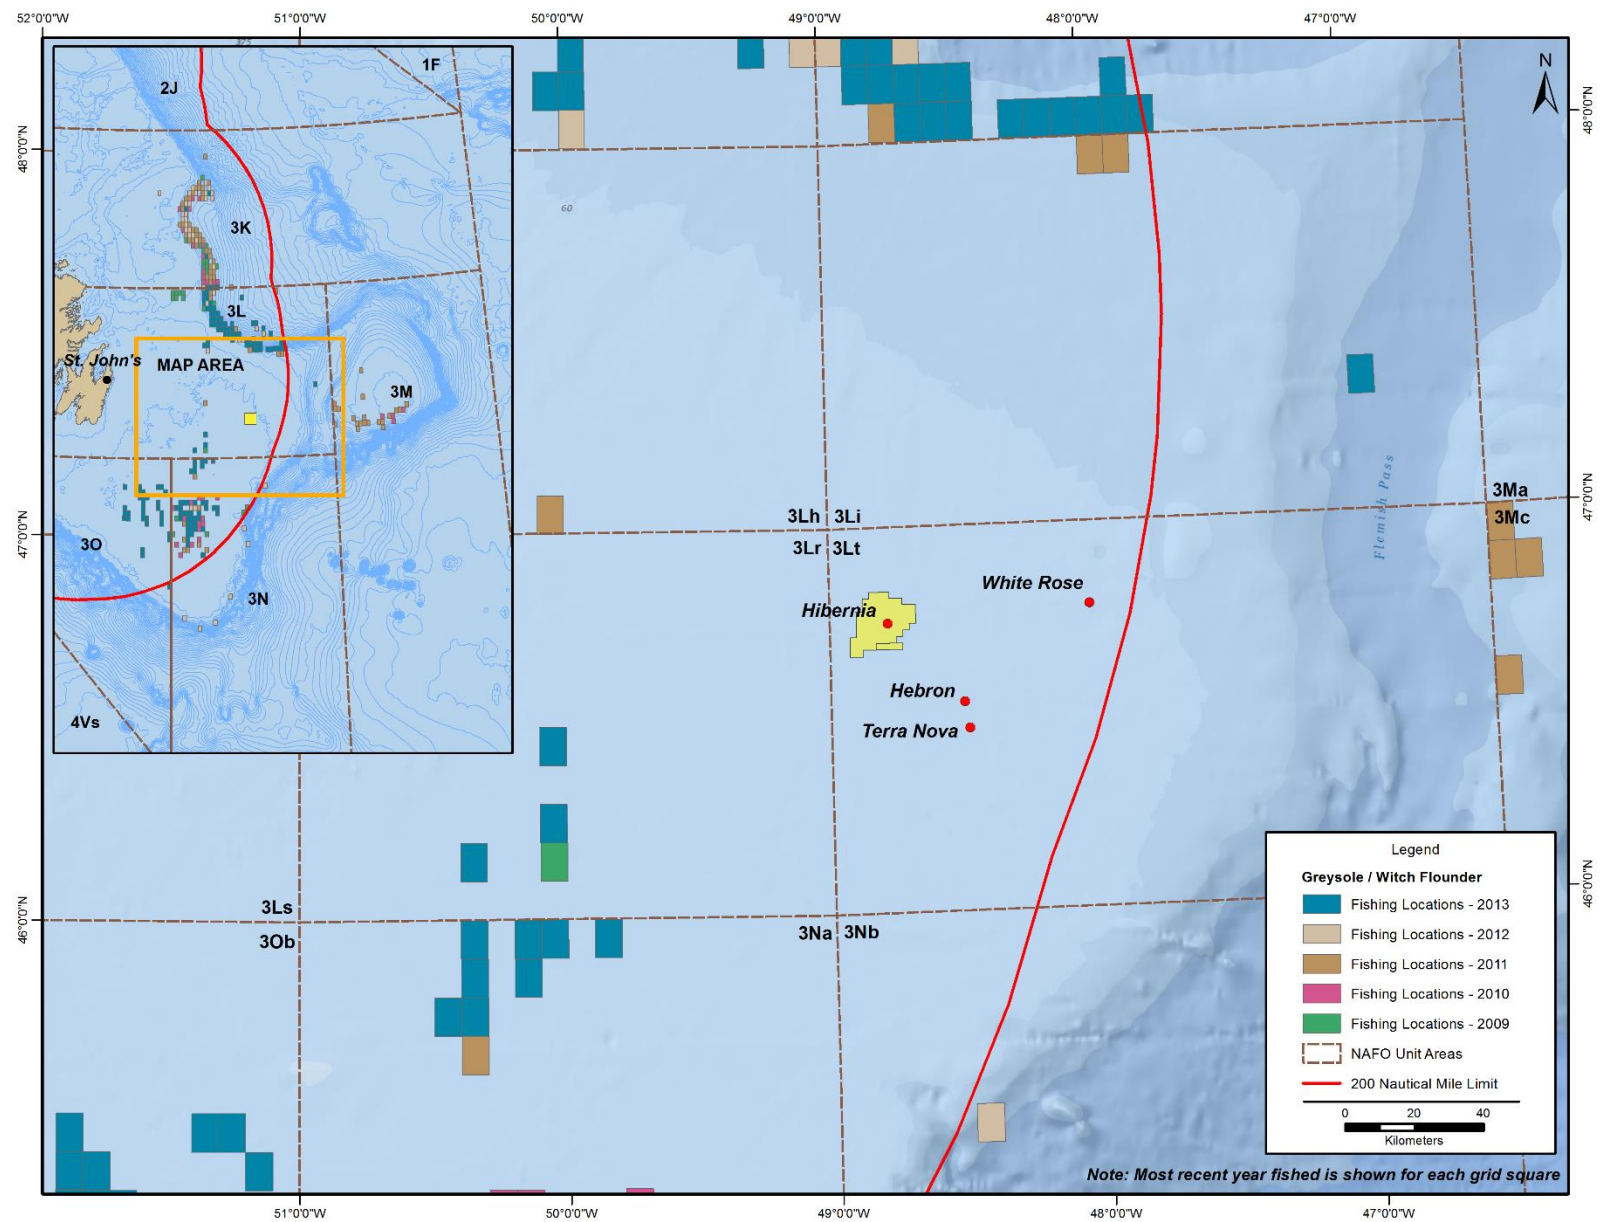 52°0'0"W
51°0'0"W
50°0'0"W
49°0'0"W
48°0'0"W
47°0'0"W
375
1F
2J
3K
3L
St. John's
MAP AREA
3M
3O
3N
4Vs
N
48°0'0"N
48°0'0"N
60
47°0'0"N
47°0'0"N
46°0'0"N
46°0'0"N
Flemish Pass
3Ma
3Mc
3Lh
3Li
3Lr
3Lt
White Rose
Hibernia
Hebron
Terra Nova
3Ls
3Ob
3Na
3Nb
Legend
Greysole / Witch Flounder
Fishing Locations - 2013
Fishing Locations - 2012
Fishing Locations - 2011
Fishing Locations - 2010
Fishing Locations - 2009
NAFO Unit Areas
200 Nautical Mile Limit
0 20 40
Kilometers
Note: Most recent year fished is shown for each grid square
51°0'0"W
50°0'0"W
49°0'0"W
48°0'0"W
47°0'0"W